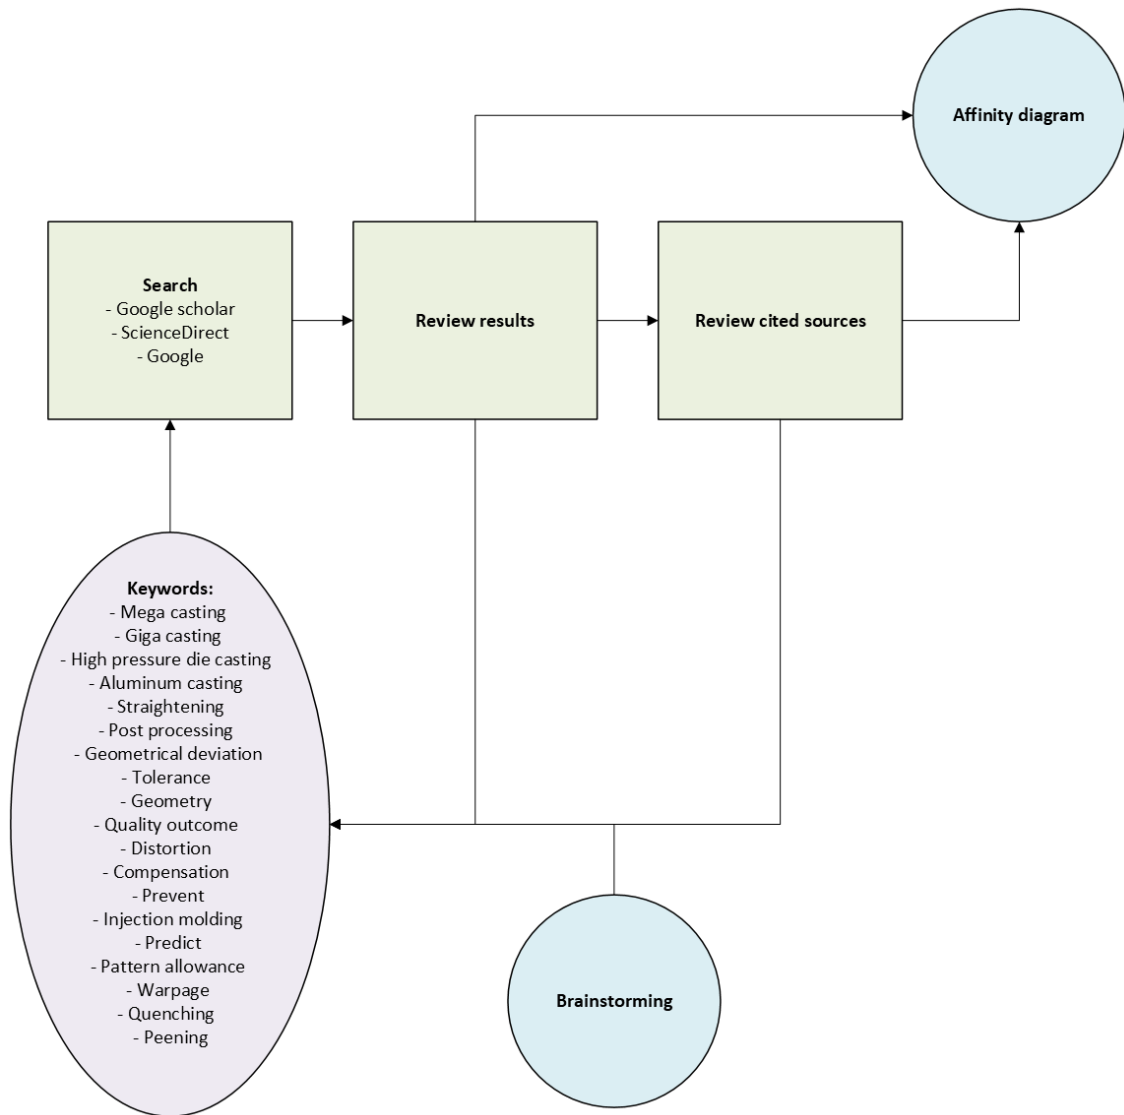 Affinity diagram
Search
- Google scholar
- ScienceDirect
- Google
Review results
Review cited sources
Keywords:
- Mega casting
- Giga casting
- High pressure die casting
- Aluminum casting
- Straightening
- Post processing
- Geometrical deviation
- Tolerance
- Geometry
- Quality outcome
- Distortion
- Compensation
- Prevent
- Injection molding
- Predict
- Pattern allowance
- Warpage
- Quenching
- Peening
Brainstorming